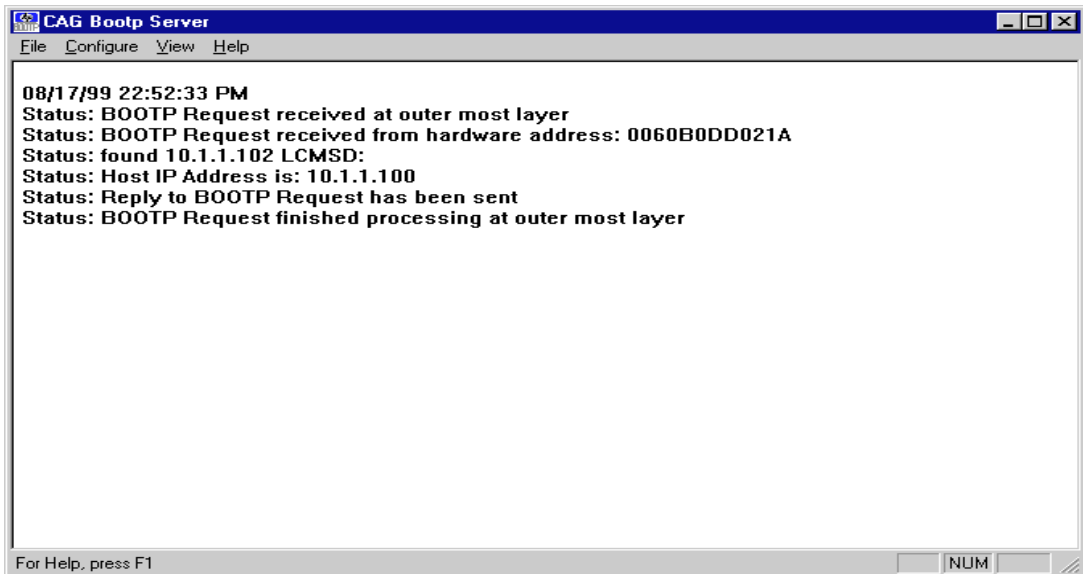 CAG Bootp Server
File Configure View Help
08/17/99 22:52:33 PM
Status: BOOTP Request received at outer most layer
Status: BOOTP Request received from hardware address: 0060B0DD021A
Status: found 10.1.1.102 LCMSD:
Status: Host IP Address is: 10.1.1.100
Status: Reply to BOOTP Request has been sent
Status: BOOTP Request finished processing at outer most layer
For Help, press F1
NUM